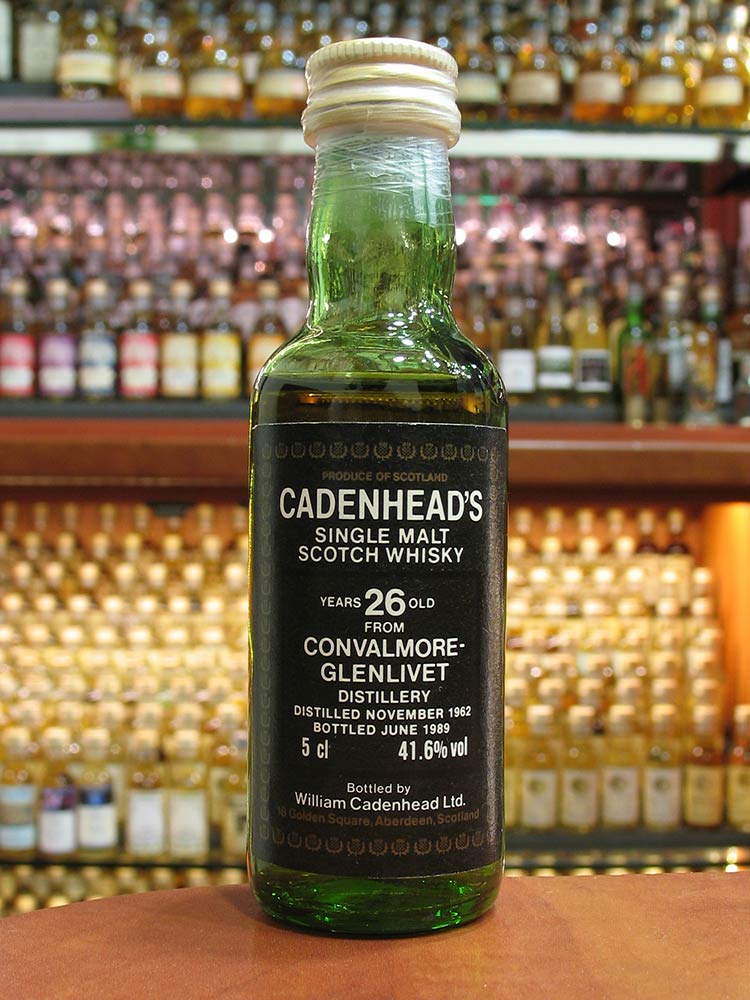 PRODUCE OF SCOTLAND
CADENHEAD'S
SINGLE MALT
SCOTCH WHISKY
YEARS 26 OLD
FROM
CONVALMORE-
GLENLIVET
DISTILLERY
DISTILLED NOVEMBER 1962
BOTTLED JUNE 1989
5 cl 41.6% vol
Bottled by
William Cadenhead Ltd.
18 Golden Square, Aberdeen, Scotland